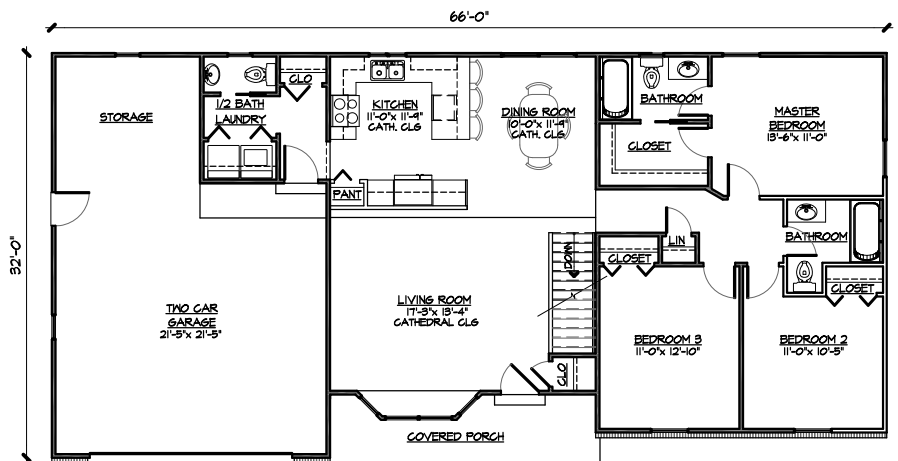 66'-0"
32'-0"
STORAGE
1/2 BATH
LAUNDRY
CLO
KITCHEN
11'-0"x 11'-9"
CATH. CLG
DINING ROOM
10'-0"x 11'-9"
CATH. CLG
BATHROOM
CLOSET
MASTER
BEDROOM
13'-6"x 11'-0"
PANT
LIN
BATHROOM
CLOSET
DOWN
CLOSET
TWO CAR
GARAGE
21'-5"x 21'-5"
LIVING ROOM
17'-3"x 13'-4"
CATHEDRAL CLG
BEDROOM 3
11'-0"x 12'-10"
BEDROOM 2
11'-0"x 10'-5"
CLO
COVERED PORCH